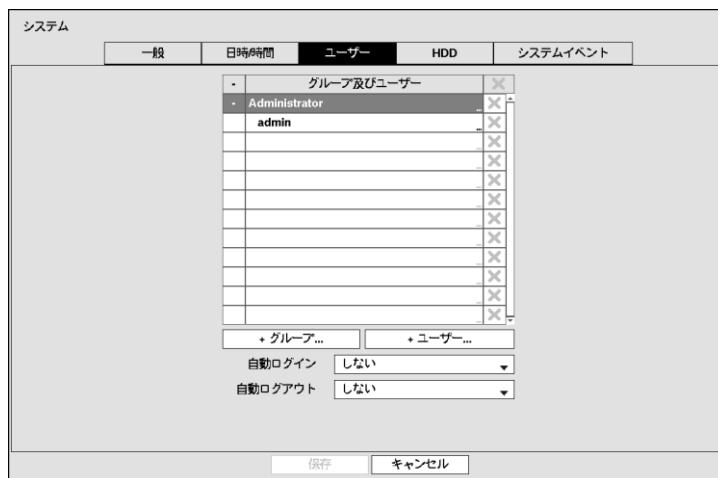 システム
一般 日時/時間 ユーザー HDD システムイベント
- グループ及びユーザー
- Administrator ...
admin ...
+ グループ... + ユーザー...
自動ログイン しない
自動ログアウト しない
保存 キャンセル